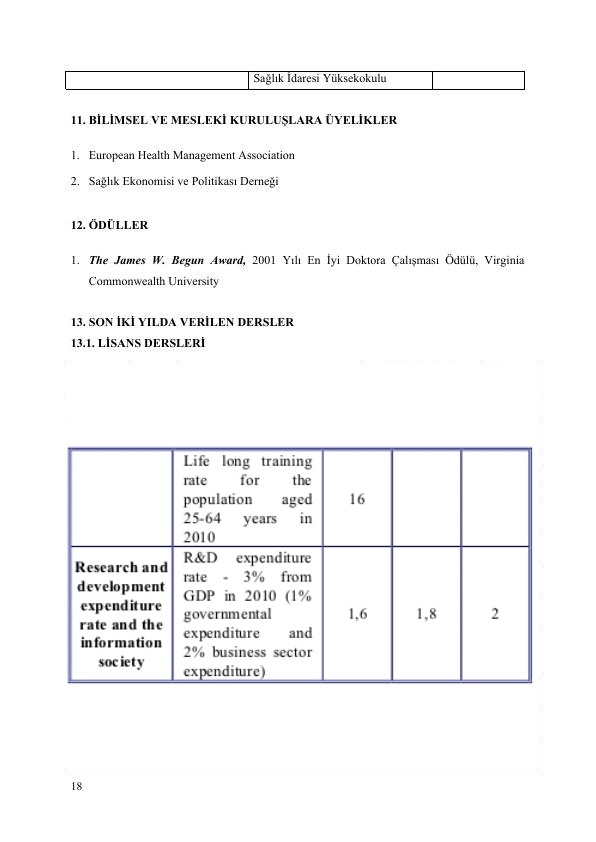 Sağlık İdaresi Yüksekokulu
11. BİLİMSEL VE MESLEKİ KURULUŞLARA ÜYELİKLER
1. European Health Management Association
2. Sağlık Ekonomisi ve Politikası Derneği
12. ÖDÜLLER
1. The James W. Begun Award, 2001 Yılı En İyi Doktora Çalışması Ödülü, Virginia
Commonwealth University
13. SON İKİ YILDA VERİLEN DERSLER
13.1. LİSANS DERSLERİ
Life long training
rate for the
population aged
25-64 years in
2010
16
Research and
development
expenditure
rate and the
information
society
R&D expenditure
rate - 3% from
GDP in 2010 (1%
governmental
expenditure and
2% business sector
expenditure)
1,6
1,8
2
18